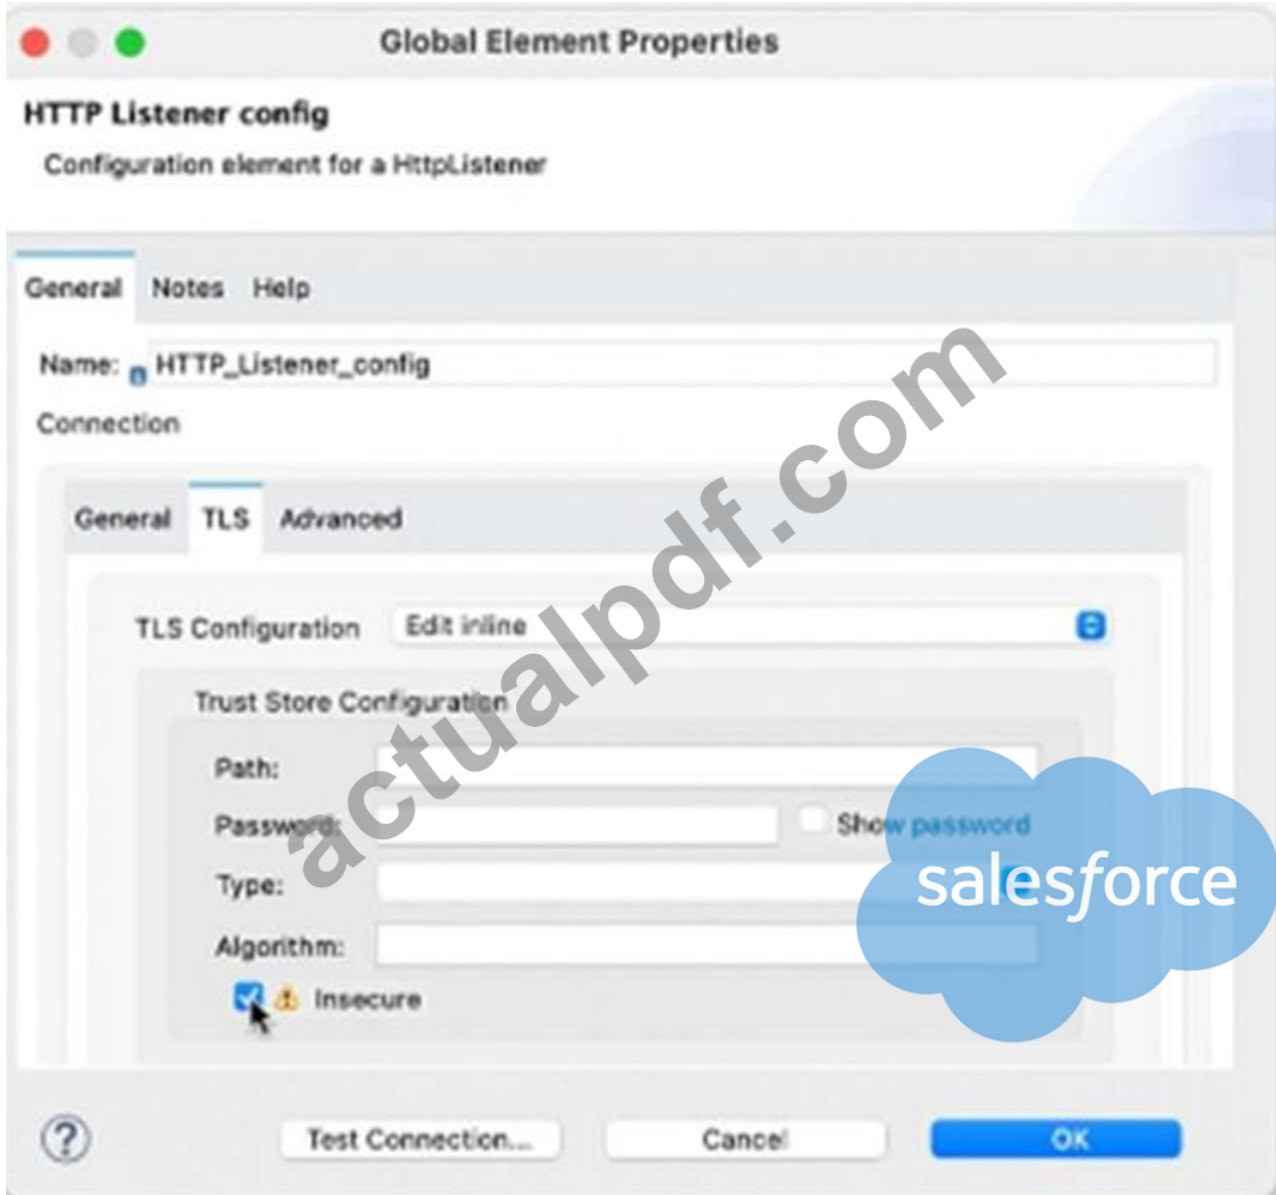 Global Element Properties
HTTP Listener config
Configuration element for a HttpListener
General Notes Help
Name: HTTP_Listener_config
Connection
General TLS Advanced
TLS Configuration Edit inline
Trust Store Configuration
Path:
Password: Show password
Type:
Algorithm:
Insecure
? Test Connection... Cancel OK
actualpdf.com
salesforce